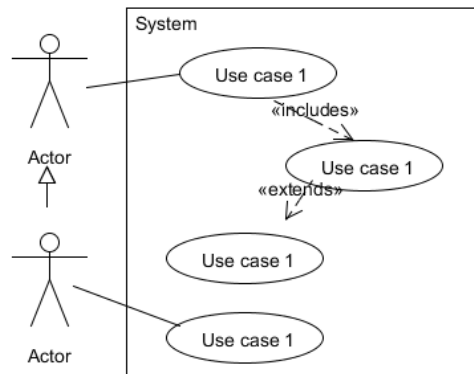 System
Use case 1
«includes»
Actor
Use case 1
«extends»
Use case 1
Use case 1
Actor